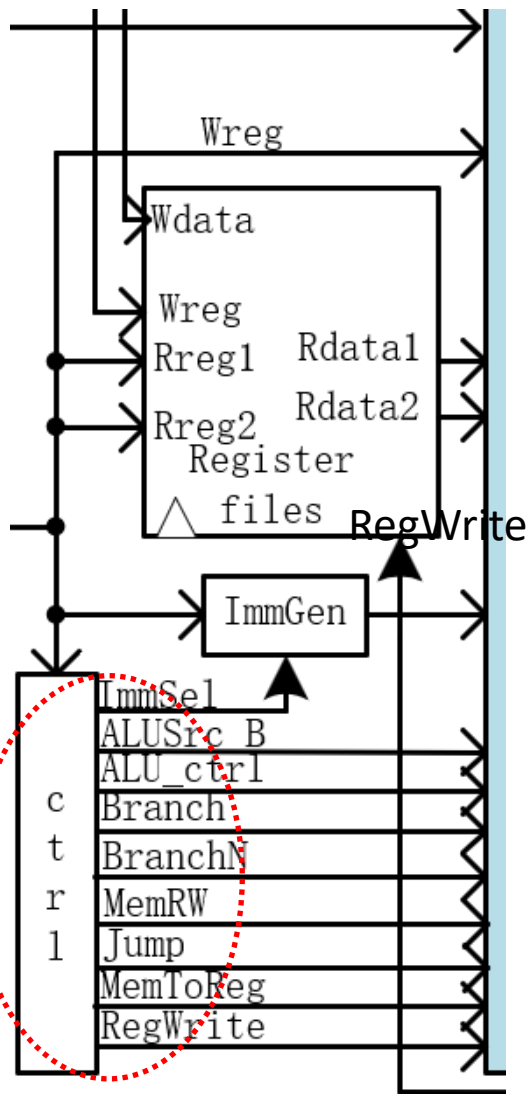 Wreg
Wdata
Wreg
Rreg1
Rdata1
Rdata2
Rreg2
Register
files
RegWrite
ImmGen
ctrl
ImmSel
ALUSrc_B
ALU_ctrl
Branch
BranchN
MemRW
Jump
MemToReg
RegWrite